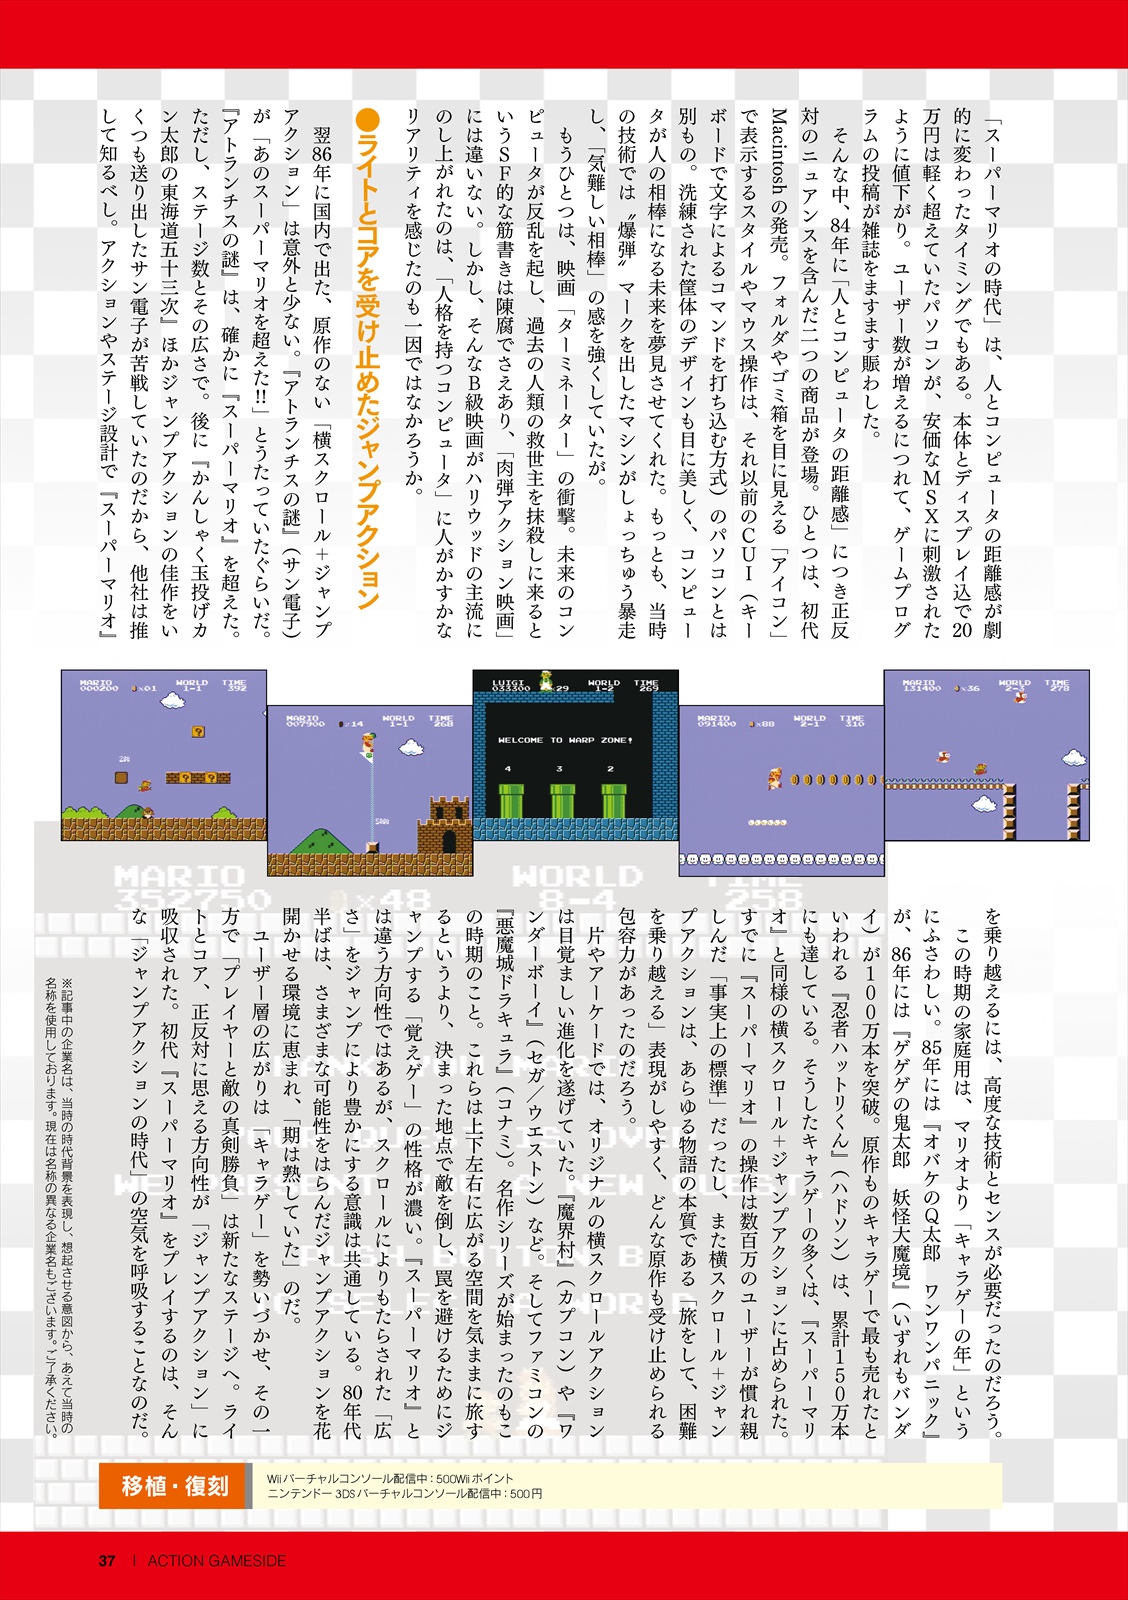 「スーパーマリオの時代」は、人とコンピュータの距離感が劇
的に変わったタイミングでもある。本体とディスプレイ込で20
万円は軽く超えていたパソコンが、安価なMSXに刺激された
ように値下がり。ユーザー数が増えるにつれて、ゲームプログ
ラムの投稿が雑誌をますます賑わした。
そんな中、84年に「人とコンピュータの距離感」につき正反
対のニュアンスを含んだ二つの商品が登場。ひとつは、初代
Macintoshの発売。フォルダやゴミ箱を目に見える「アイコン」
で表示するスタイルやマウス操作は、それ以前のCUI（キー
ボードで文字によるコマンドを打ち込む方式）のパソコンとは
別もの。洗練された筐体のデザインも目に美しく、コンピュー
タが人の相棒になる未来を夢見させてくれた。もっとも、当時
の技術では〝爆弾〟マークを出したマシンがしょっちゅう暴走
し、「気難しい相棒」の感を強くしていたが。
もうひとつは、映画「ターミネーター」の衝撃。未来のコン
ピュータが反乱を起し、過去の人類の救世主を抹殺しに来ると
いうSF的な筋書きは陳腐でさえあり、「肉弾アクション映画」
には違いない。しかし、そんなB級映画がハリウッドの主流に
のし上がれたのは、「人格を持つコンピュータ」に人がかすかな
リアリティを感じたのも一因ではなかろうか。
●ライトとコアを受け止めたジャンプアクション
翌86年に国内で出た、原作のない「横スクロール＋ジャンプ
アクション」は意外と少ない。『アトランチスの謎』（サン電子）
が「あのスーパーマリオを超えた!!」とうたっていたぐらいだ。
『アトランチスの謎』は、確かに『スーパーマリオ』を超えた。
ただし、ステージ数とその広さで。後に『かんしゃく玉投げカ
ン太郎の東海道五十三次』ほかジャンプアクションの佳作をい
くつも送り出したサン電子が苦戦していたのだから、他社は推
して知るべし。アクションやステージ設計で『スーパーマリオ』
MARIO WORLD TIME
000200 ×01 1-1 392
200
MARIO WORLD TIME
007900 ×14 1-1 268
5000
LUIGI WORLD TIME
033300 ×29 1-2 269
WELCOME TO WARP ZONE!
4 3 2
MARIO WORLD TIME
091400 ×88 2-1 310
MARIO WORLD TIME
131400 ×36 2-3 278
MARIO WORLD TIME
352750 ×48 8-4 258
THANK YOU MARIO!
YOUR QUEST IS OVER.
WE PRESENT YOU A NEW QUEST.
PUSH BUTTON B
TO SELECT A WORLD
を乗り越えるには、高度な技術とセンスが必要だったのだろう。
この時期の家庭用は、マリオより「キャラゲーの年」という
にふさわしい。85年には『オバケのQ太郎　ワンワンパニック』
が、86年には『ゲゲゲの鬼太郎　妖怪大魔境』（いずれもバンダ
イ）が100万本を突破。原作もののキャラゲーで最も売れたと
いわれる『忍者ハットリくん』（ハドソン）は、累計150万本
にも達している。そうしたキャラゲーの多くは、『スーパーマリ
オ』と同様の横スクロール＋ジャンプアクションに占められた。
すでに『スーパーマリオ』の操作は数百万のユーザーが慣れ親
しんだ「事実上の標準」だったし、また横スクロール＋ジャン
プアクションは、あらゆる物語の本質である「旅をして、困難
を乗り越える」表現がしやすく、どんな原作も受け止められる
包容力があったのだろう。
片やアーケードでは、オリジナルの横スクロールアクション
は目覚ましい進化を遂げていた。『魔界村』（カプコン）や『ワ
ンダーボーイ』（セガ／ウエストン）など。そしてファミコンの
『悪魔城ドラキュラ』（コナミ）。名作シリーズが始まったのもこ
の時期のこと。これらは上下左右に広がる空間を気ままに旅す
るというより、決まった地点で敵を倒し、罠を避けるためにジ
ャンプする「覚えゲー」の性格が濃い。『スーパーマリオ』と
は違う方向性ではあるが、スクロールによりもたらされた「広
さ」をジャンプにより豊かにする意識は共通している。80年代
半ばは、さまざまな可能性をはらんだジャンプアクションを花
開かせる環境に恵まれ、「期は熟していた」のだ。
ユーザー層の広がりは「キャラゲー」を勢いづかせ、その一
方で「プレイヤーと敵の真剣勝負」は新たなステージへ。ライ
トとコア、正反対に思える方向性が「ジャンプアクション」に
吸収された。初代『スーパーマリオ』をプレイするのは、そん
な「ジャンプアクションの時代」の空気を呼吸することなのだ。
※記事中の企業名は、当時の時代背景を表現し、想起させる意図から、あえて当時の
名称を使用しております。現在は名称の異なる企業名もございます。ご了承ください。
移植・復刻
Wiiバーチャルコンソール配信中：500Wiiポイント
ニンテンドー3DSバーチャルコンソール配信中：500円
37 | ACTION GAMESIDE